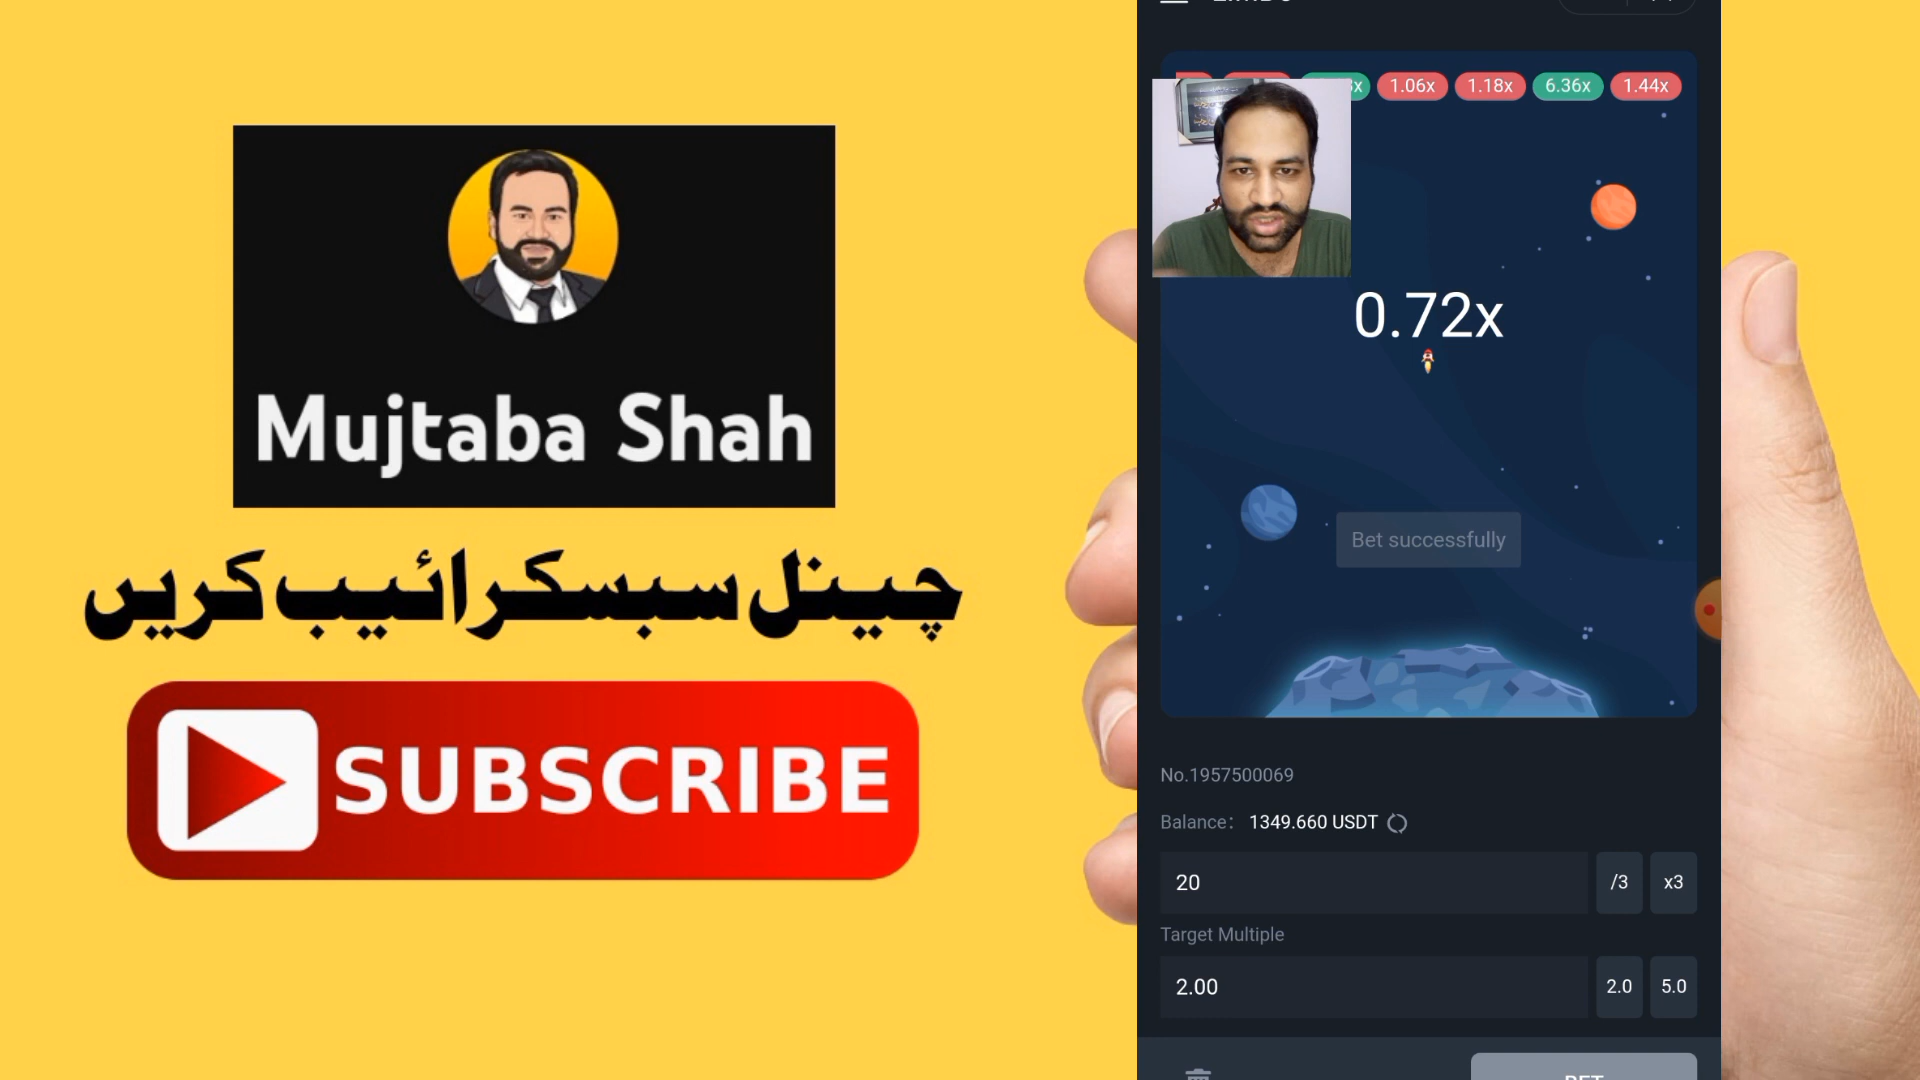 1.06x 1.18x 6.36x 1.44x
0.72x
Bet successfully
Mujtaba Shah
چینل سبسکرائیب کریں
SUBSCRIBE
No.1957500069
Balance: 1349.660 USDT
20 /3 x3
Target Multiple
2.00 2.0 5.0
BET